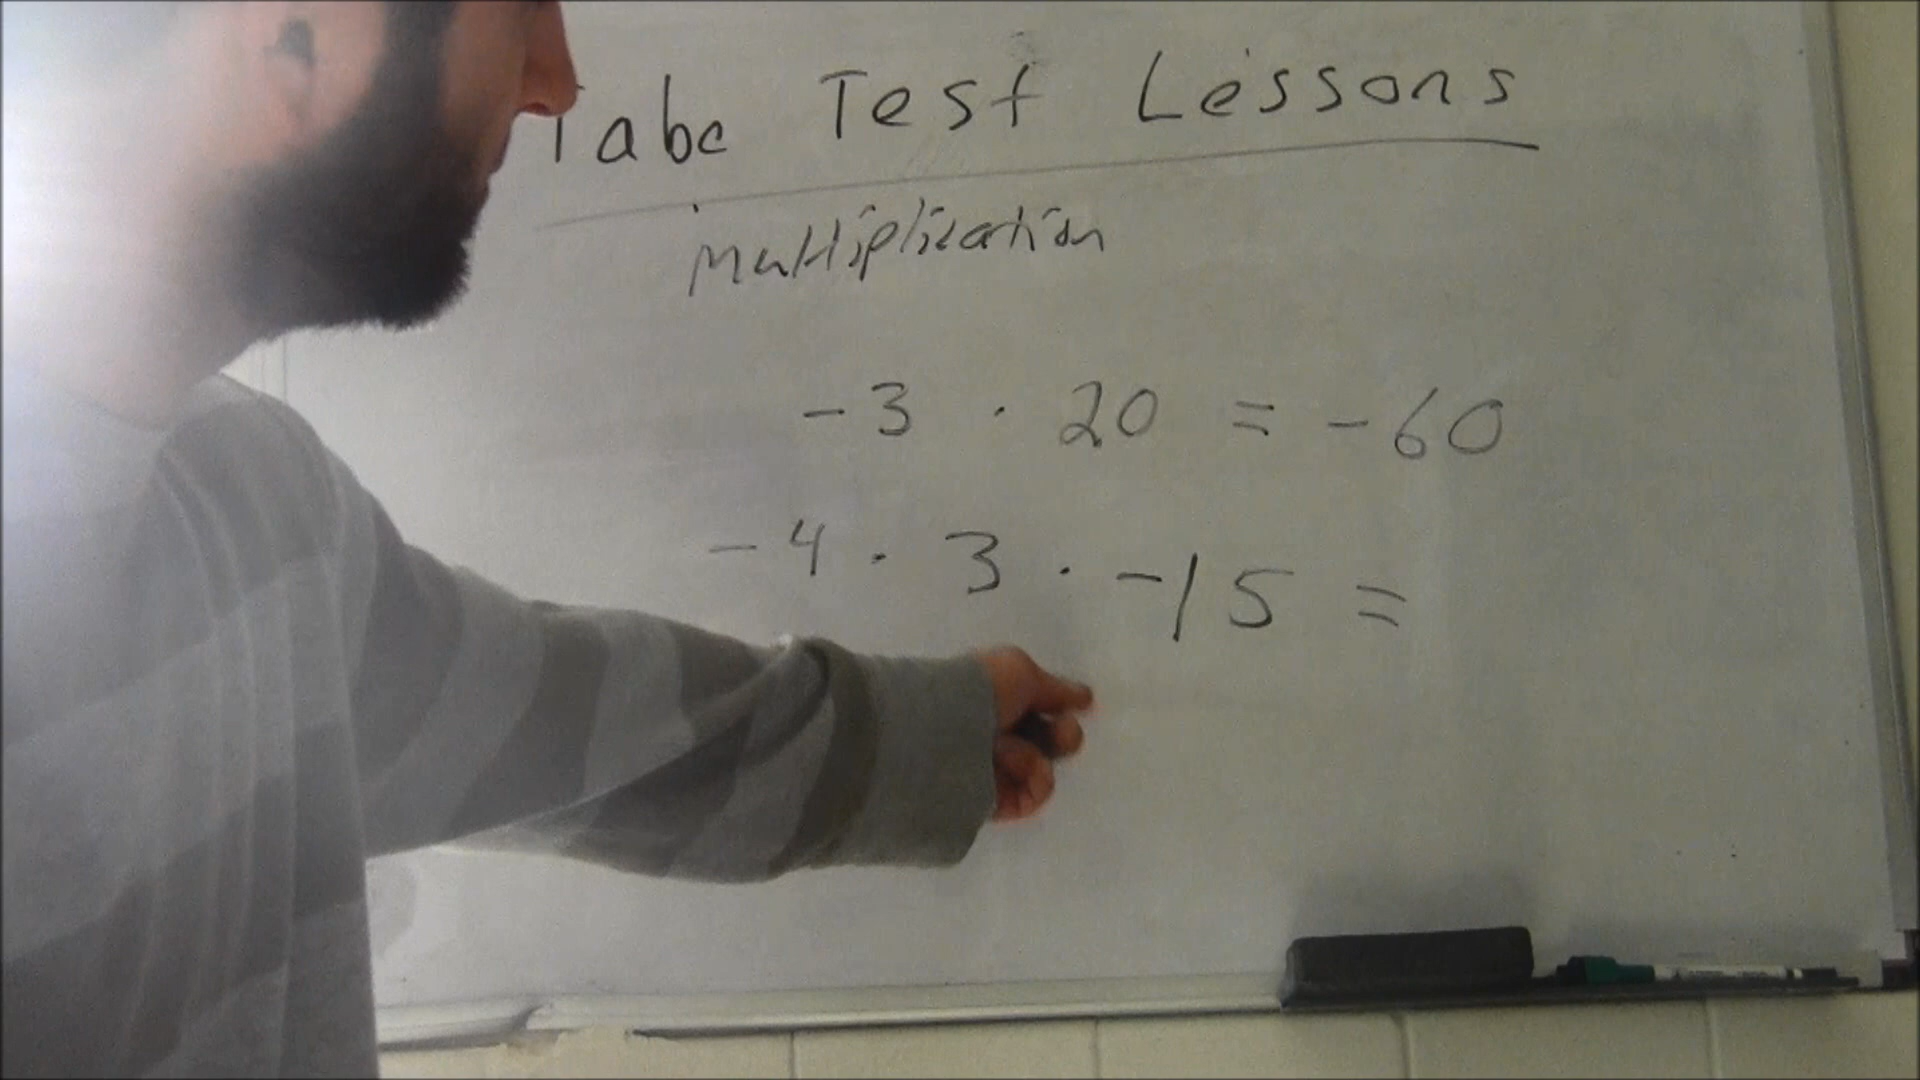 Tabe Test Lessons
Multiplication
-3 · 20 = -60
-4 · 3 · -15 =